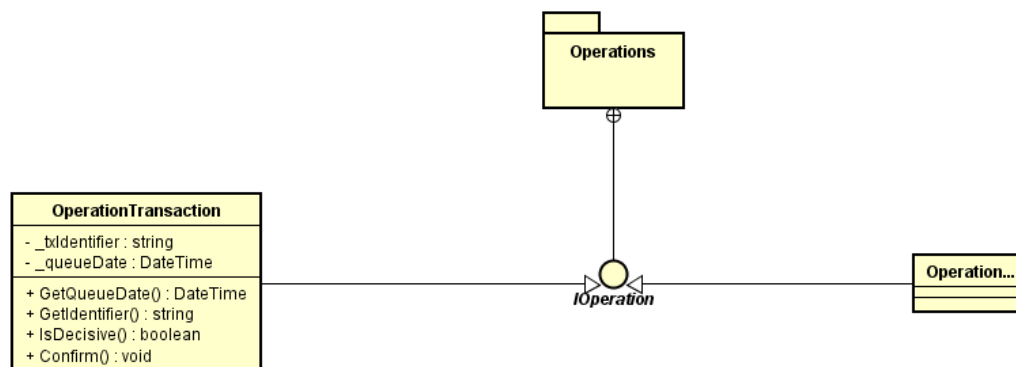 Operations
OperationTransaction
- _txIdentifier : string
- _queueDate : DateTime
+ GetQueueDate() : DateTime
+ GetIdentifier() : string
+ IsDecisive() : boolean
+ Confirm() : void
IOperation
Operation...